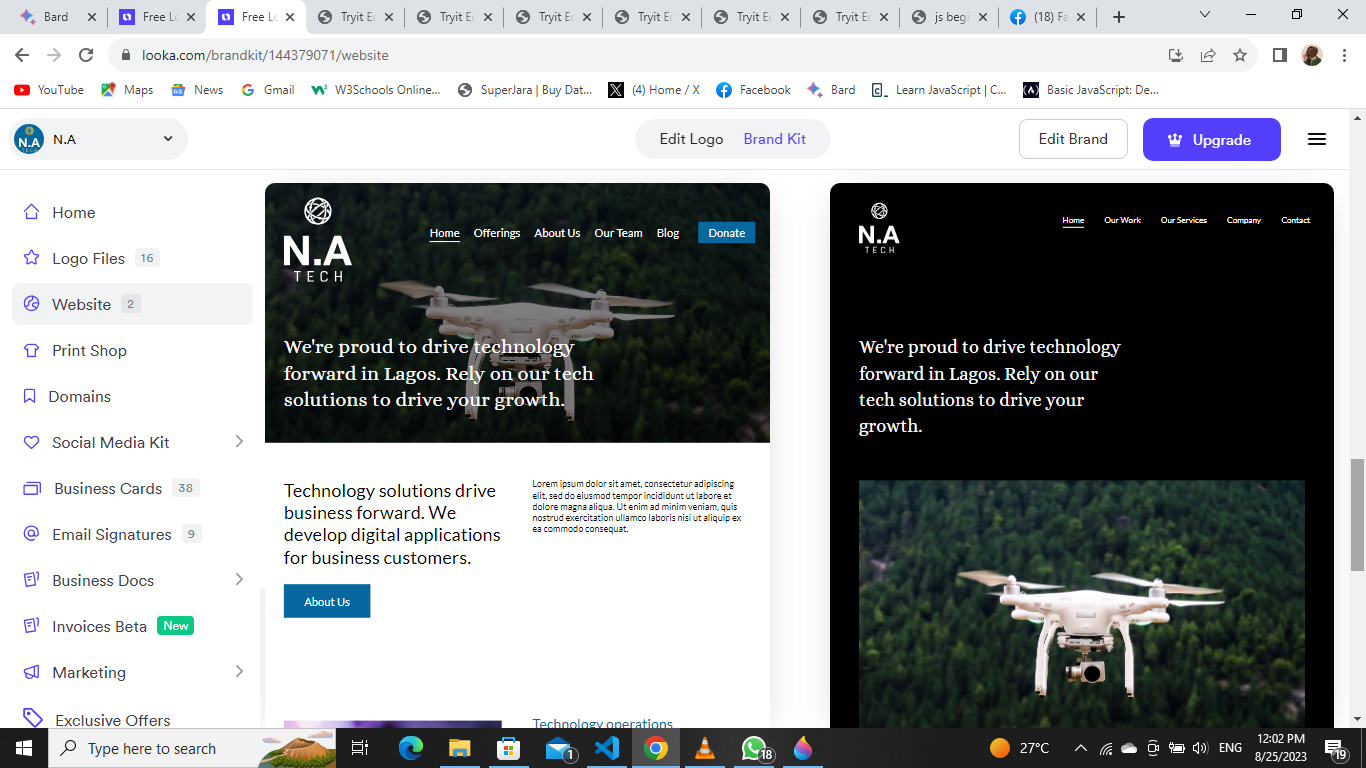 Bard
Free Lo
Free Lo
Tryit Ec
Tryit Ec
Tryit Ec
Tryit Ec
Tryit Ec
Tryit Ec
js begi
(18) Fa
looka.com/brandkit/144379071/website
YouTube
Maps
News
Gmail
W3Schools Online...
SuperJara | Buy Dat...
(4) Home / X
Facebook
Bard
Learn JavaScript | C...
Basic JavaScript: De...
N.A
TECH
N.A
Edit Logo
Brand Kit
Edit Brand
Upgrade
Home
Logo Files 16
Website 2
Print Shop
Domains
Social Media Kit
Business Cards 38
Email Signatures 9
Business Docs
Invoices Beta New
Marketing
Exclusive Offers
N.A
TECH
Home Offerings About Us Our Team Blog Donate
We're proud to drive technology
forward in Lagos. Rely on our tech
solutions to drive your growth.
Technology solutions drive
business forward. We
develop digital applications
for business customers.
About Us
Lorem ipsum dolor sit amet, consectetur adipiscing
elit, sed do eiusmod tempor incididunt ut labore et
dolore magna aliqua. Ut enim ad minim veniam, quis
nostrud exercitation ullamco laboris nisi ut aliquip ex
ea commodo consequat.
Technology operations
N.A
TECH
Home Our Work Our Services Company Contact
We're proud to drive technology
forward in Lagos. Rely on our
tech solutions to drive your
growth.
Type here to search
1
18
27°C
ENG
12:02 PM
8/25/2023
19